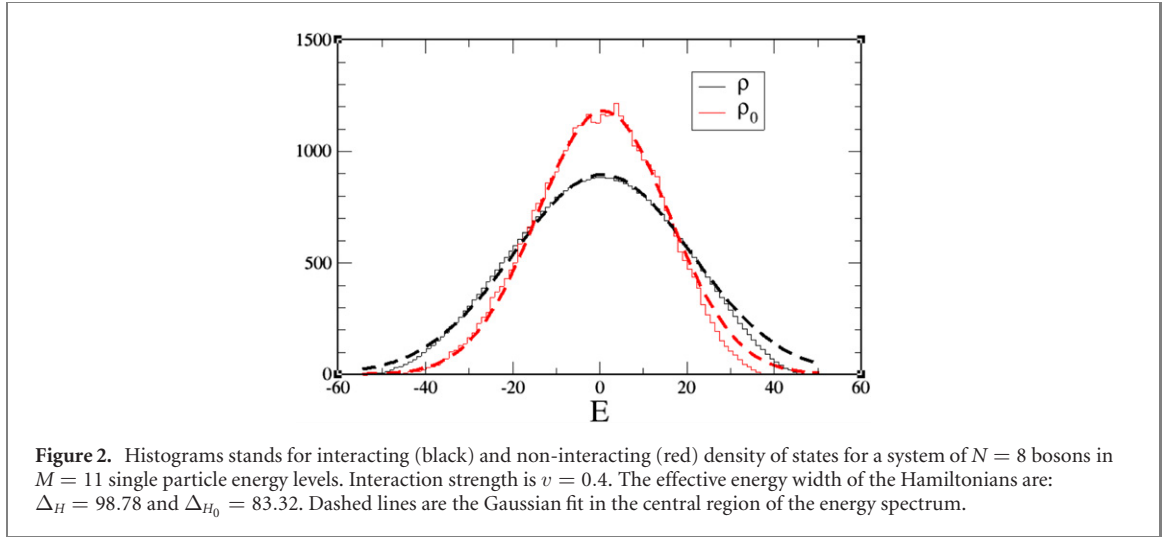 1500
1000
500
0
-60
-40
-20
0
20
40
60
E
ρ
ρ₀
Figure 2. Histograms stands for interacting (black) and non-interacting (red) density of states for a system of N = 8 bosons in
M = 11 single particle energy levels. Interaction strength is v = 0.4. The effective energy width of the Hamiltonians are:
Δ_H = 98.78 and Δ_{H₀} = 83.32. Dashed lines are the Gaussian fit in the central region of the energy spectrum.